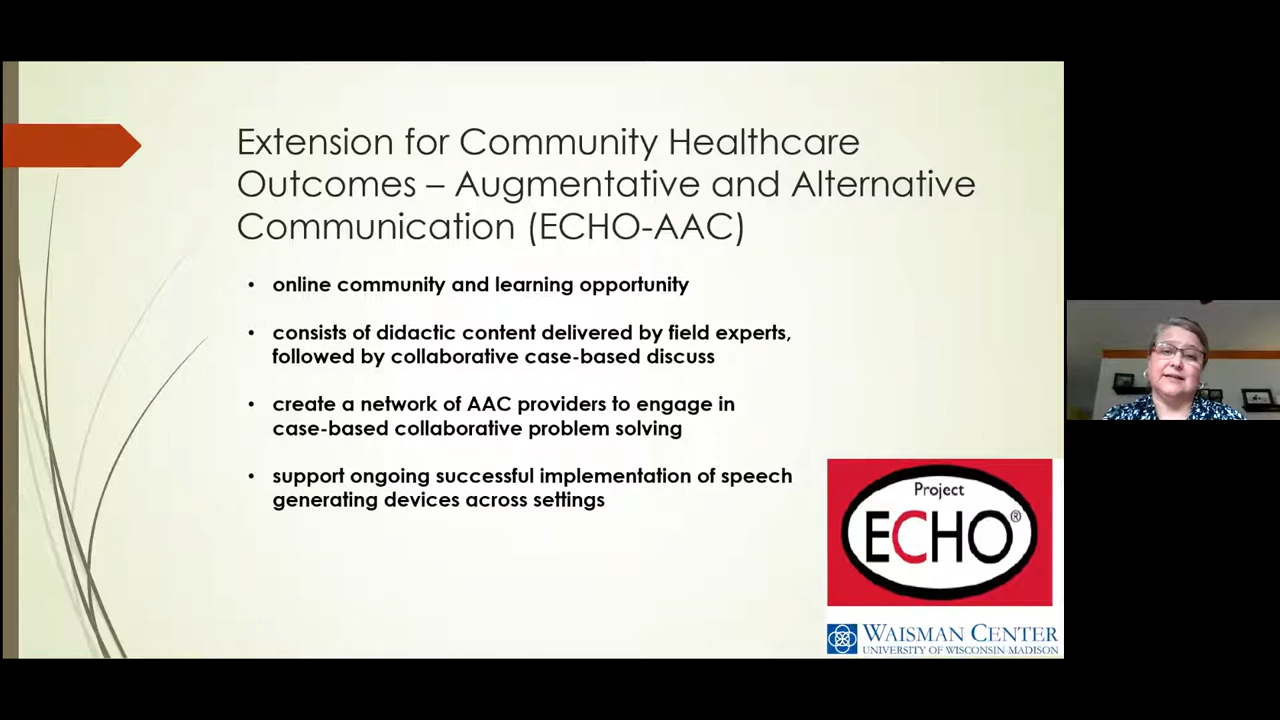 Extension for Community Healthcare
Outcomes – Augmentative and Alternative
Communication (ECHO-AAC)
• online community and learning opportunity
• consists of didactic content delivered by field experts,
followed by collaborative case-based discuss
• create a network of AAC providers to engage in
case-based collaborative problem solving
• support ongoing successful implementation of speech
generating devices across settings
Project
ECHO®
WAISMAN CENTER
UNIVERSITY OF WISCONSIN-MADISON